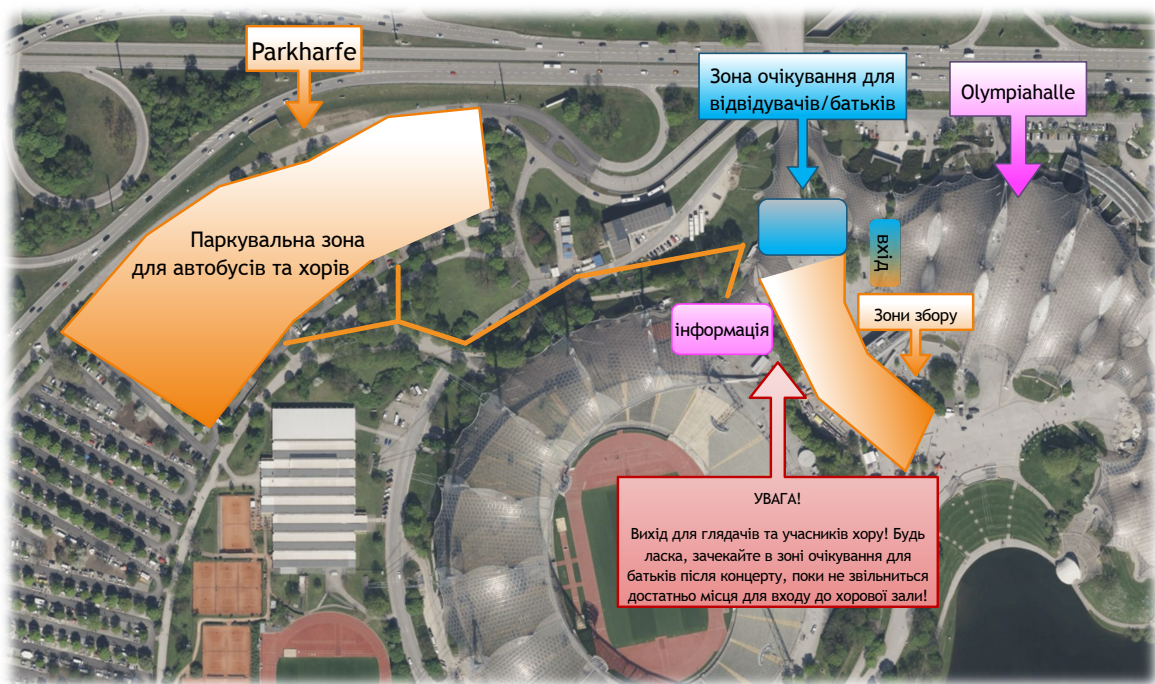 Parkharfe
Зона очікування для
відвідувачів/батьків
Olympiahalle
Паркувальна зона
для автобусів та хорів
вхід
Зони збору
інформація
УВАГА!
Вихід для глядачів та учасників хору! Будь
ласка, зачекайте в зоні очікування для
батьків після концерту, поки не звільниться
достатньо місця для входу до хорової зали!